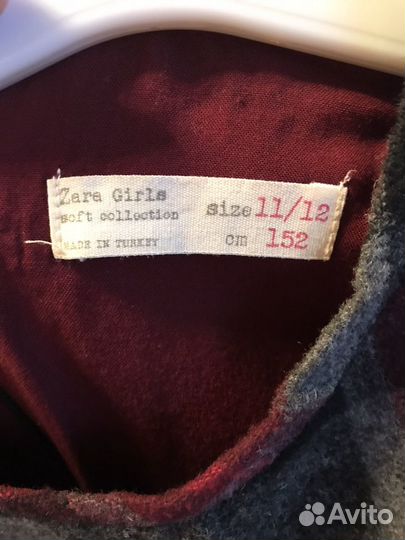 Zara Girls
soft collection
MADE IN TURKEY
size 11/12
cm 152
Avito